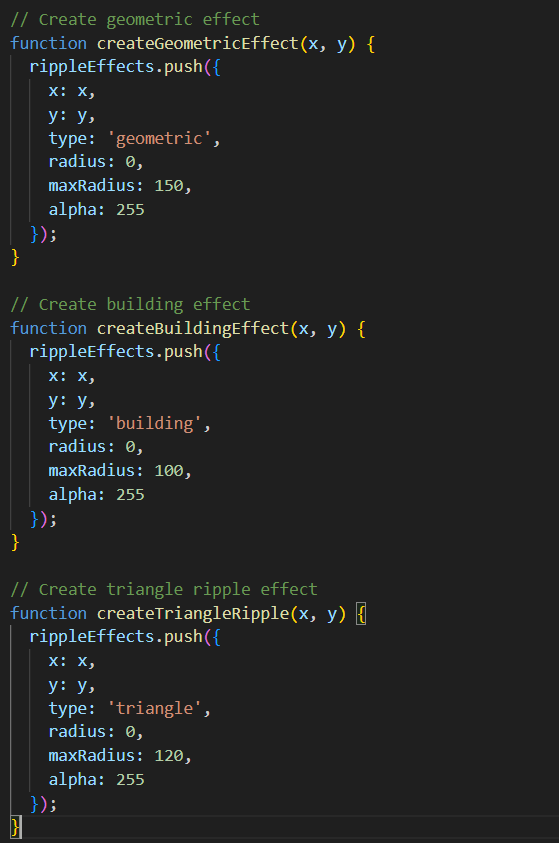 // Create geometric effect
function createGeometricEffect(x, y) {
  rippleEffects.push({
    x: x,
    y: y,
    type: 'geometric',
    radius: 0,
    maxRadius: 150,
    alpha: 255
  });
}

// Create building effect
function createBuildingEffect(x, y) {
  rippleEffects.push({
    x: x,
    y: y,
    type: 'building',
    radius: 0,
    maxRadius: 100,
    alpha: 255
  });
}

// Create triangle ripple effect
function createTriangleRipple(x, y) {
  rippleEffects.push({
    x: x,
    y: y,
    type: 'triangle',
    radius: 0,
    maxRadius: 120,
    alpha: 255
  });
}